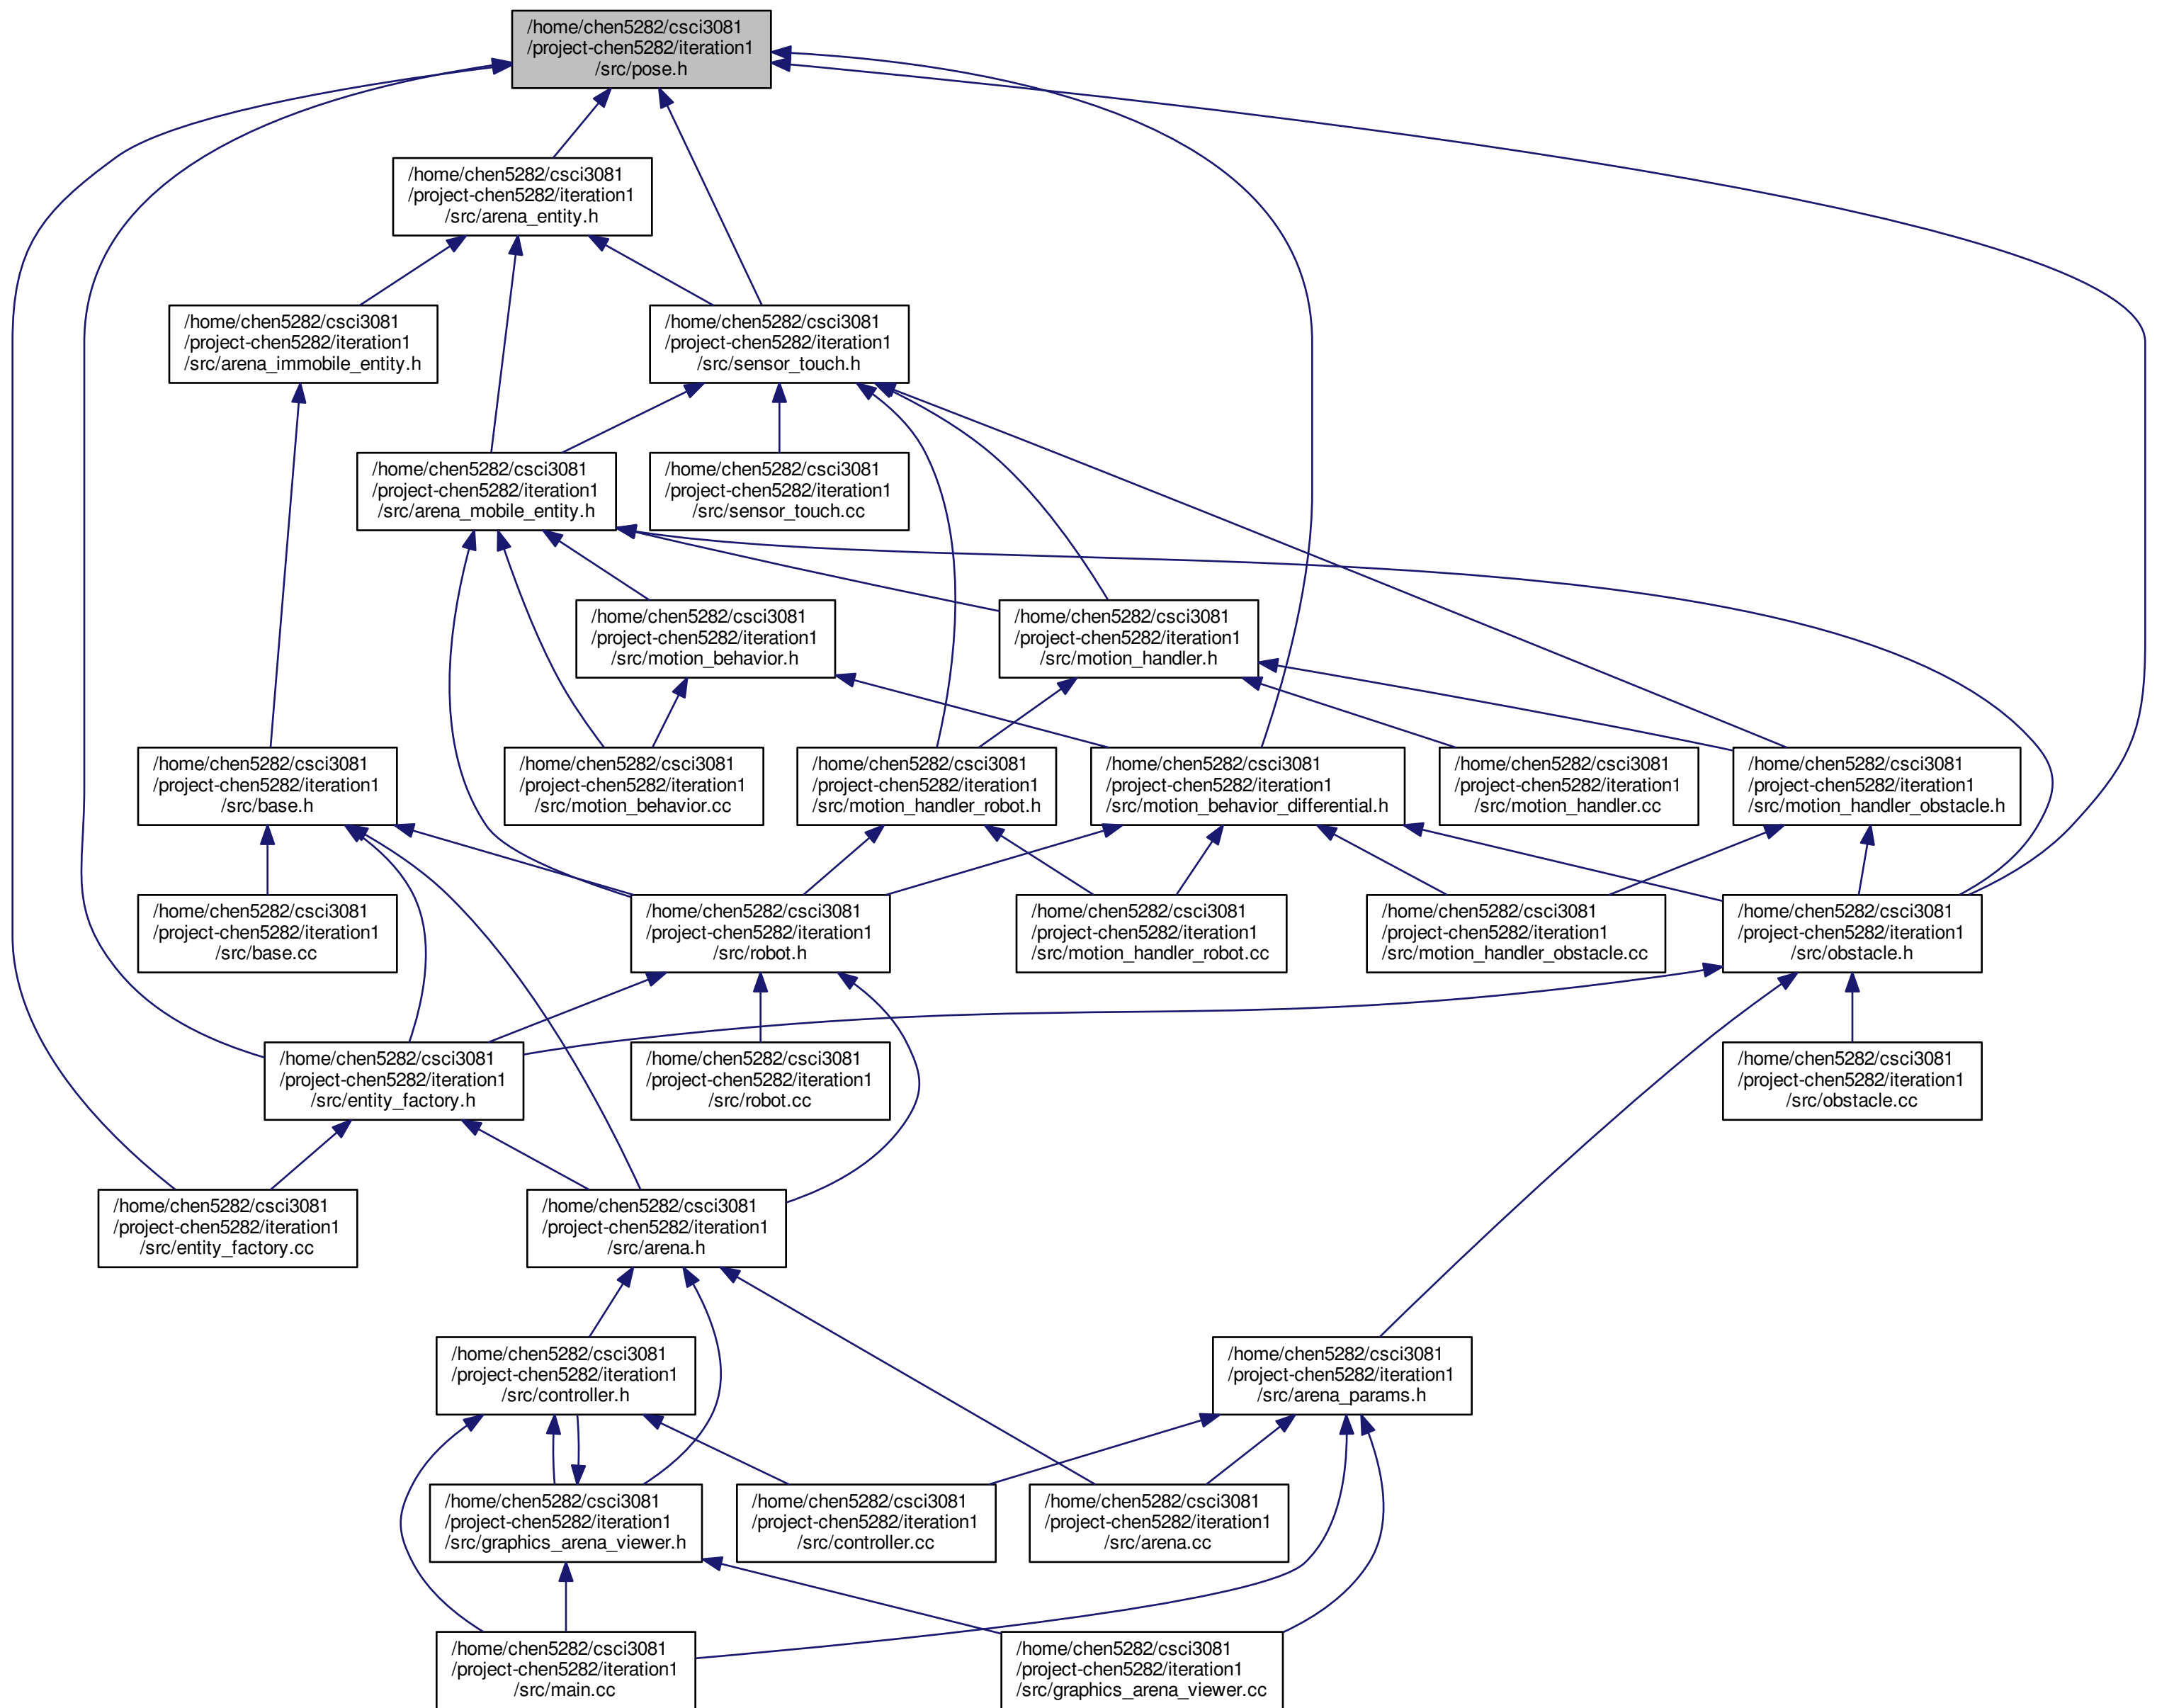 /home/chen5282/csci3081
/project-chen5282/iteration1
/src/pose.h
/home/chen5282/csci3081
/project-chen5282/iteration1
/src/arena_entity.h
/home/chen5282/csci3081
/project-chen5282/iteration1
/src/arena_immobile_entity.h
/home/chen5282/csci3081
/project-chen5282/iteration1
/src/sensor_touch.h
/home/chen5282/csci3081
/project-chen5282/iteration1
/src/arena_mobile_entity.h
/home/chen5282/csci3081
/project-chen5282/iteration1
/src/sensor_touch.cc
/home/chen5282/csci3081
/project-chen5282/iteration1
/src/motion_behavior.h
/home/chen5282/csci3081
/project-chen5282/iteration1
/src/motion_handler.h
/home/chen5282/csci3081
/project-chen5282/iteration1
/src/base.h
/home/chen5282/csci3081
/project-chen5282/iteration1
/src/motion_behavior.cc
/home/chen5282/csci3081
/project-chen5282/iteration1
/src/motion_handler_robot.h
/home/chen5282/csci3081
/project-chen5282/iteration1
/src/motion_behavior_differential.h
/home/chen5282/csci3081
/project-chen5282/iteration1
/src/motion_handler.cc
/home/chen5282/csci3081
/project-chen5282/iteration1
/src/motion_handler_obstacle.h
/home/chen5282/csci3081
/project-chen5282/iteration1
/src/base.cc
/home/chen5282/csci3081
/project-chen5282/iteration1
/src/robot.h
/home/chen5282/csci3081
/project-chen5282/iteration1
/src/motion_handler_robot.cc
/home/chen5282/csci3081
/project-chen5282/iteration1
/src/motion_handler_obstacle.cc
/home/chen5282/csci3081
/project-chen5282/iteration1
/src/obstacle.h
/home/chen5282/csci3081
/project-chen5282/iteration1
/src/entity_factory.h
/home/chen5282/csci3081
/project-chen5282/iteration1
/src/robot.cc
/home/chen5282/csci3081
/project-chen5282/iteration1
/src/obstacle.cc
/home/chen5282/csci3081
/project-chen5282/iteration1
/src/entity_factory.cc
/home/chen5282/csci3081
/project-chen5282/iteration1
/src/arena.h
/home/chen5282/csci3081
/project-chen5282/iteration1
/src/controller.h
/home/chen5282/csci3081
/project-chen5282/iteration1
/src/arena_params.h
/home/chen5282/csci3081
/project-chen5282/iteration1
/src/graphics_arena_viewer.h
/home/chen5282/csci3081
/project-chen5282/iteration1
/src/controller.cc
/home/chen5282/csci3081
/project-chen5282/iteration1
/src/arena.cc
/home/chen5282/csci3081
/project-chen5282/iteration1
/src/main.cc
/home/chen5282/csci3081
/project-chen5282/iteration1
/src/graphics_arena_viewer.cc